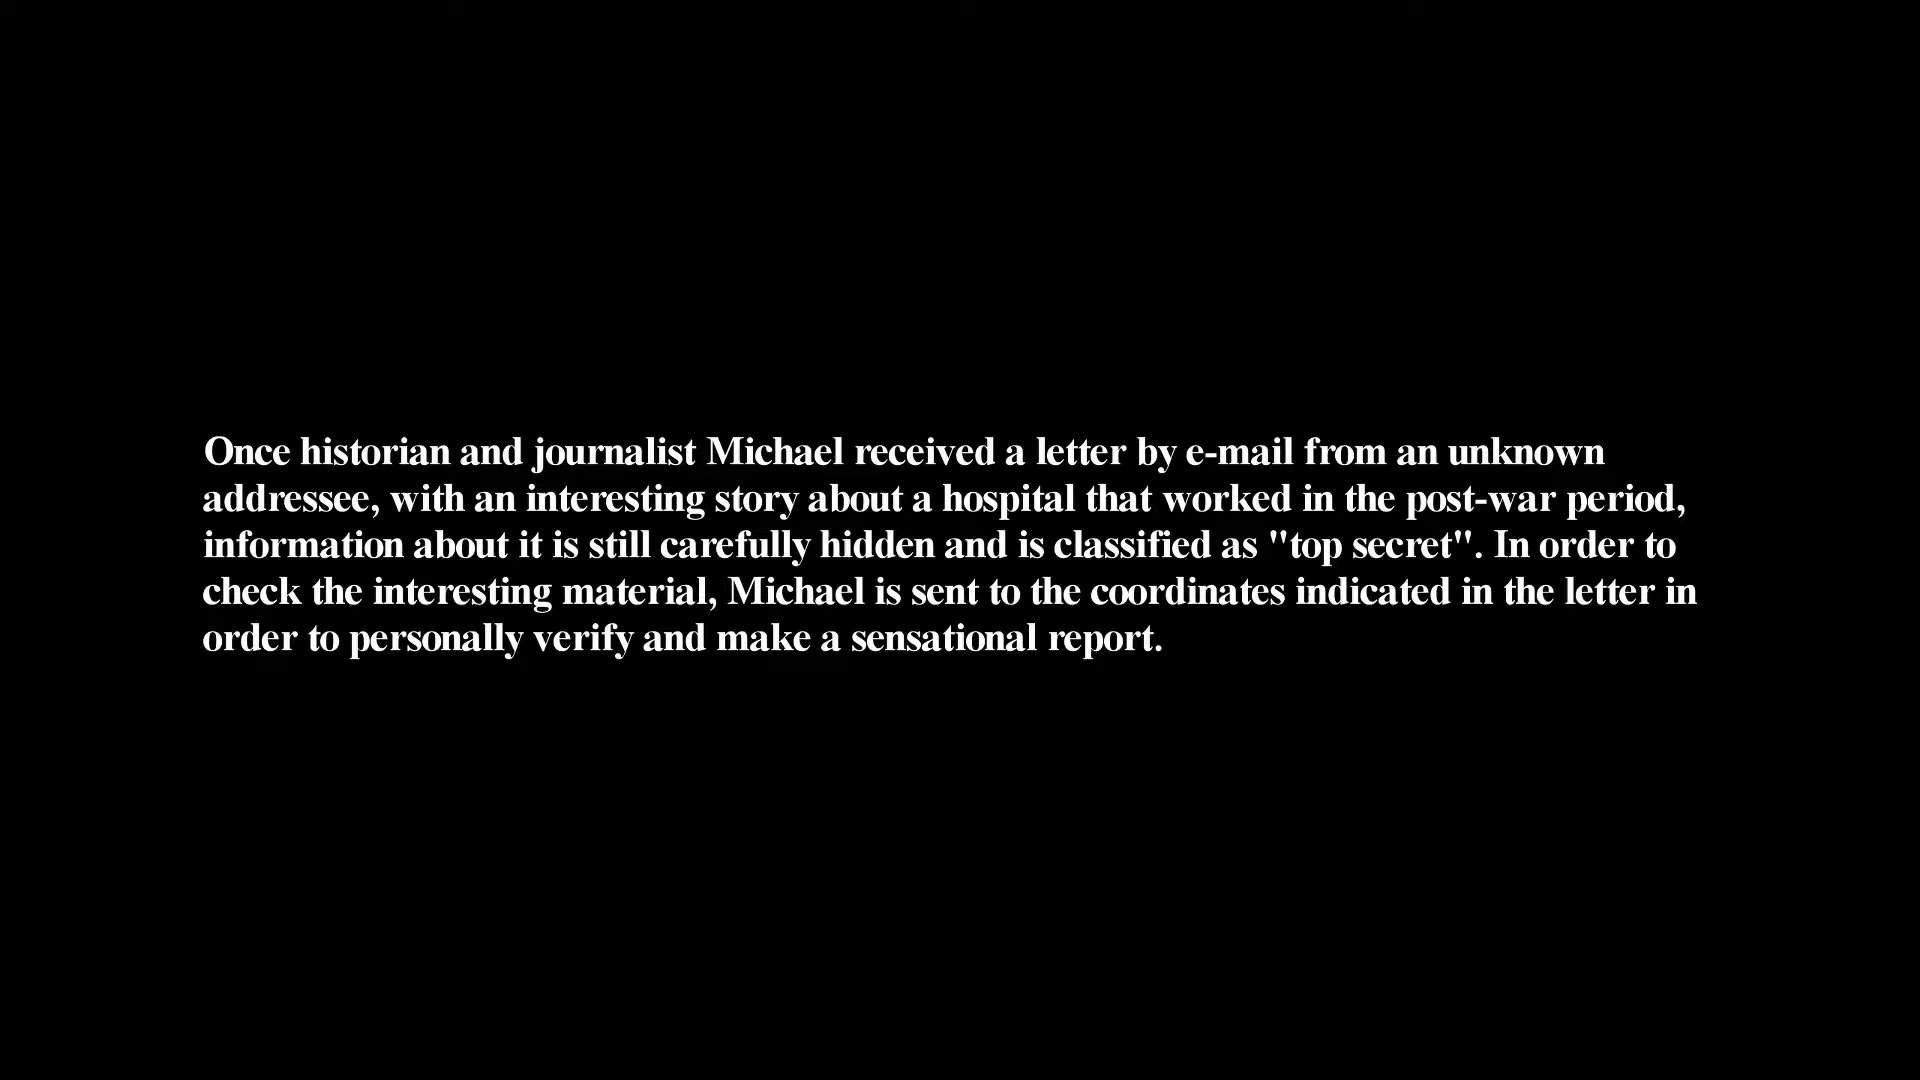 Once historian and journalist Michael received a letter by e-mail from an unknown
addressee, with an interesting story about a hospital that worked in the post-war period,
information about it is still carefully hidden and is classified as "top secret". In order to
check the interesting material, Michael is sent to the coordinates indicated in the letter in
order to personally verify and make a sensational report.